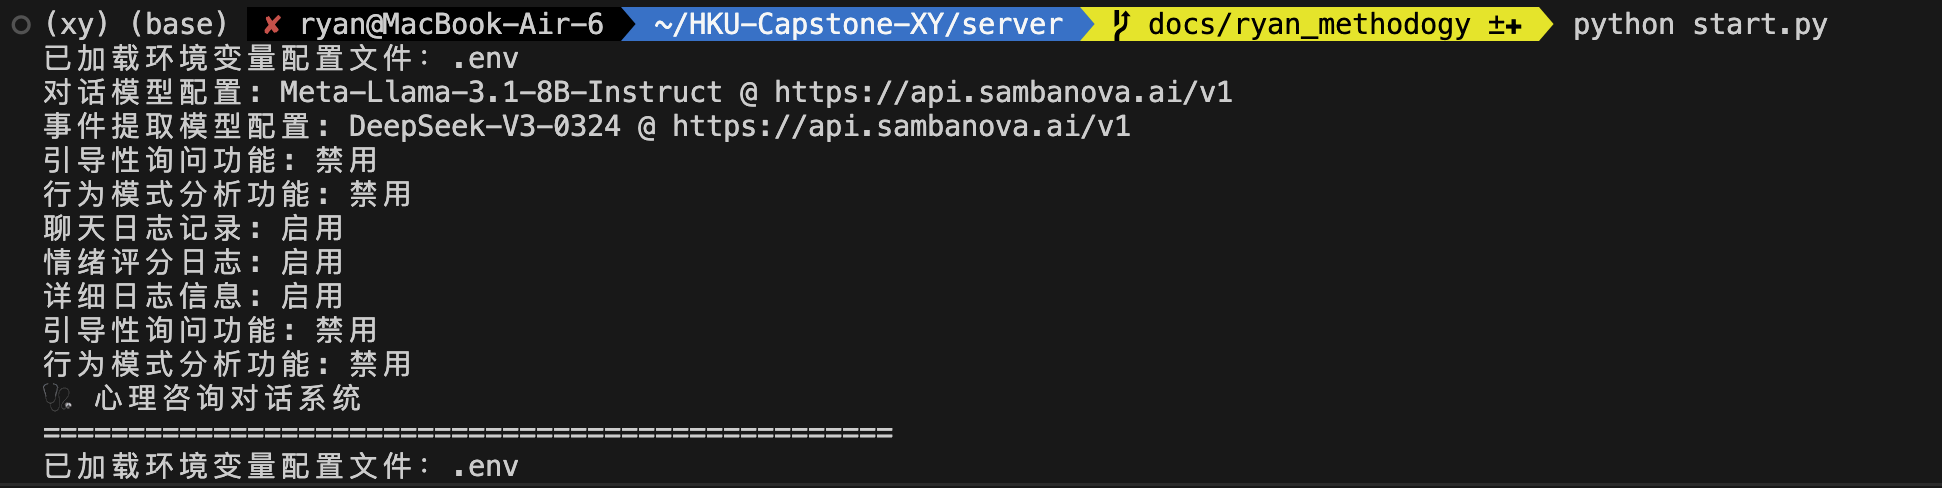 (xy) (base) ✘ ryan@MacBook-Air-6 ~/HKU-Capstone-XY/server docs/ryan_methodogy ±✚ python start.py
已加载环境变量配置文件: .env
对话模型配置: Meta-Llama-3.1-8B-Instruct @ https://api.sambanova.ai/v1
事件提取模型配置: DeepSeek-V3-0324 @ https://api.sambanova.ai/v1
引导性询问功能: 禁用
行为模式分析功能: 禁用
聊天日志记录: 启用
情绪评分日志: 启用
详细日志信息: 启用
引导性询问功能: 禁用
行为模式分析功能: 禁用
🩺 心理咨询对话系统
==================================================
已加载环境变量配置文件: .env